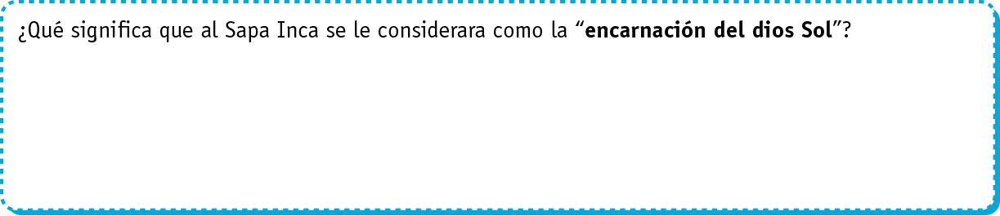 ¿Qué significa que al Sapa Inca se le considerara como la “encarnación del dios Sol”?